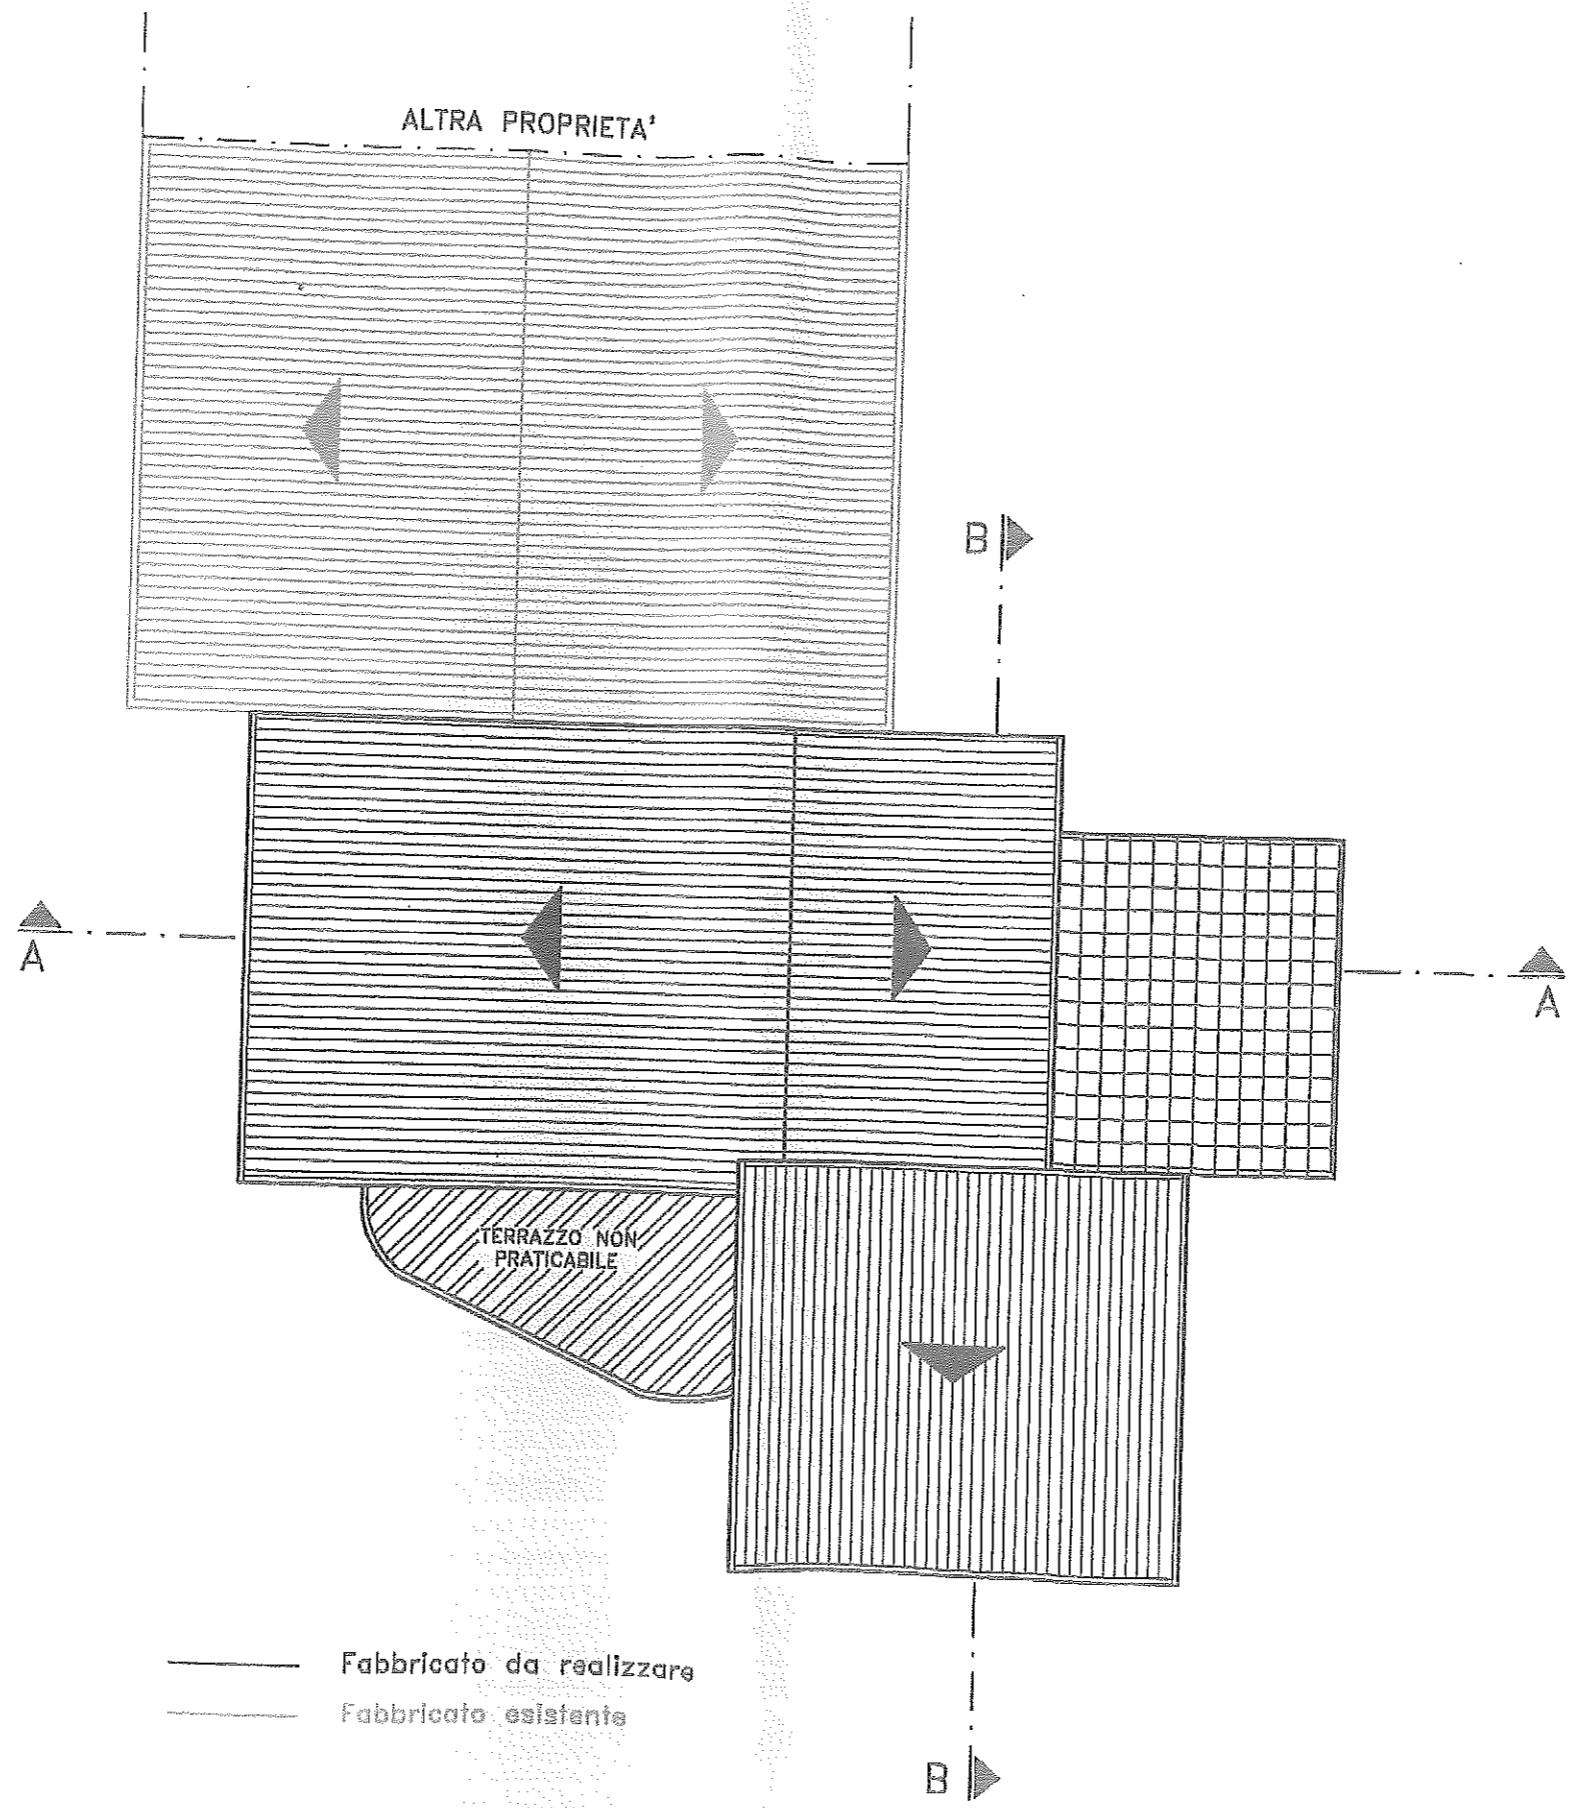 ALTRA PROPRIETA'
B
A
A
TERRAZZO NON
PRATICABILE
Fabbricato da realizzare
Fabbricato esistente
B